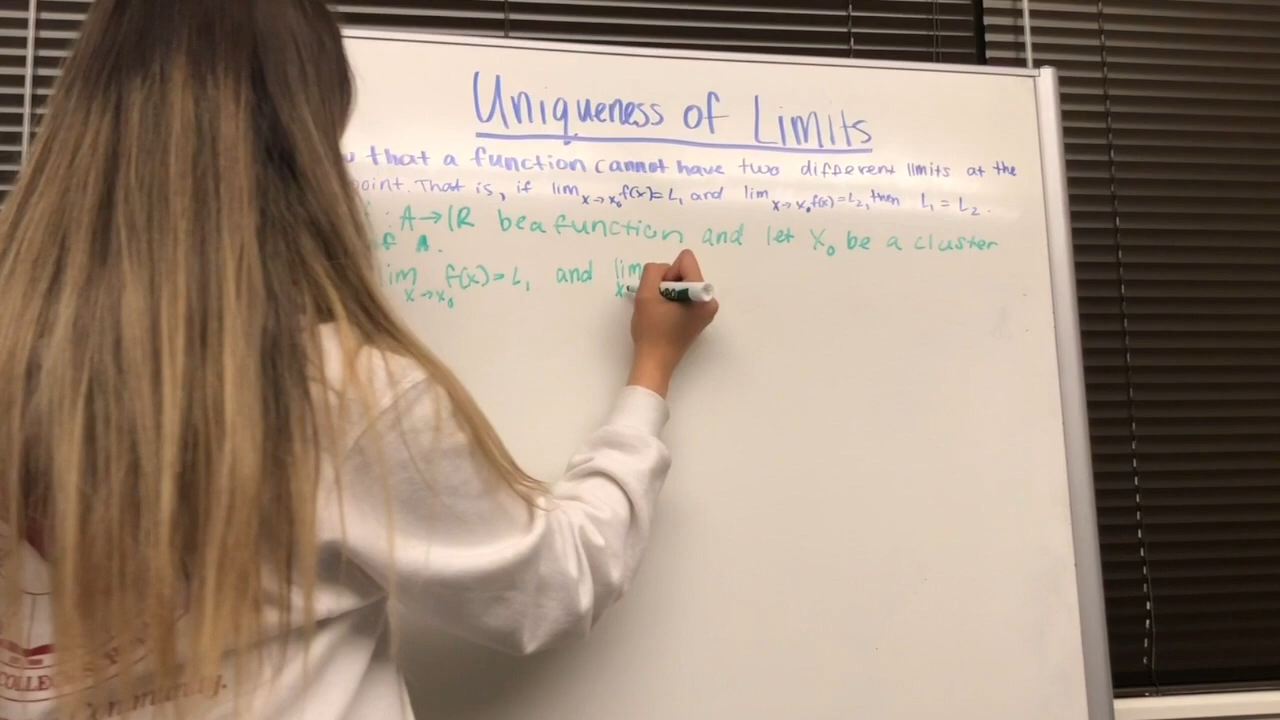 Uniqueness of Limits
that a function cannot have two different limits at the
point. That is, if lim x→x₀ f(x)=L₁ and lim x→x₀ f(x)=L₂, then L₁ = L₂.
: A→ℝ be a function and let x₀ be a cluster
of A.
lim x→x₀ f(x)=L₁ and lim x